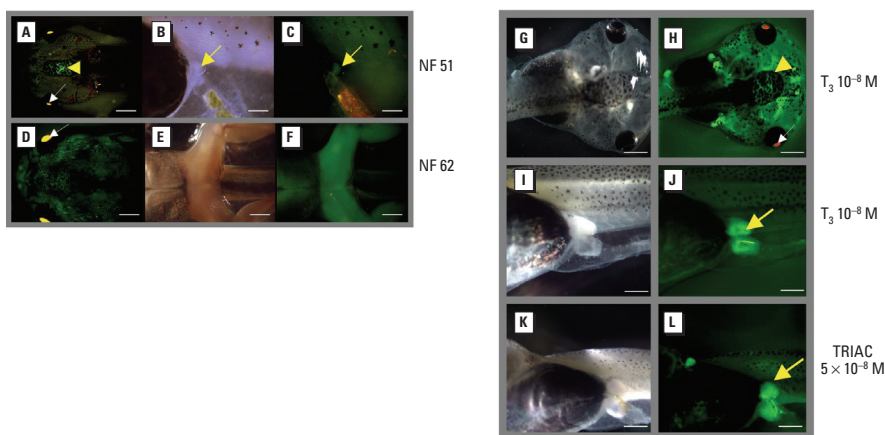 A B C NF 51
D E F NF 62
G H T₃ 10⁻⁸ M
I J T₃ 10⁻⁸ M
K L TRIAC
5 × 10⁻⁸ M